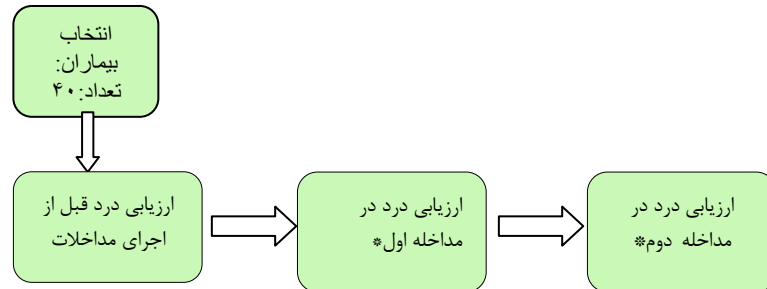 انتخاب
بیماران:
تعداد:۴۰
ارزیابی درد قبل از
اجرای مداخلات
ارزیابی درد در
مداخله اول*
ارزیابی درد در
مداخله دوم*